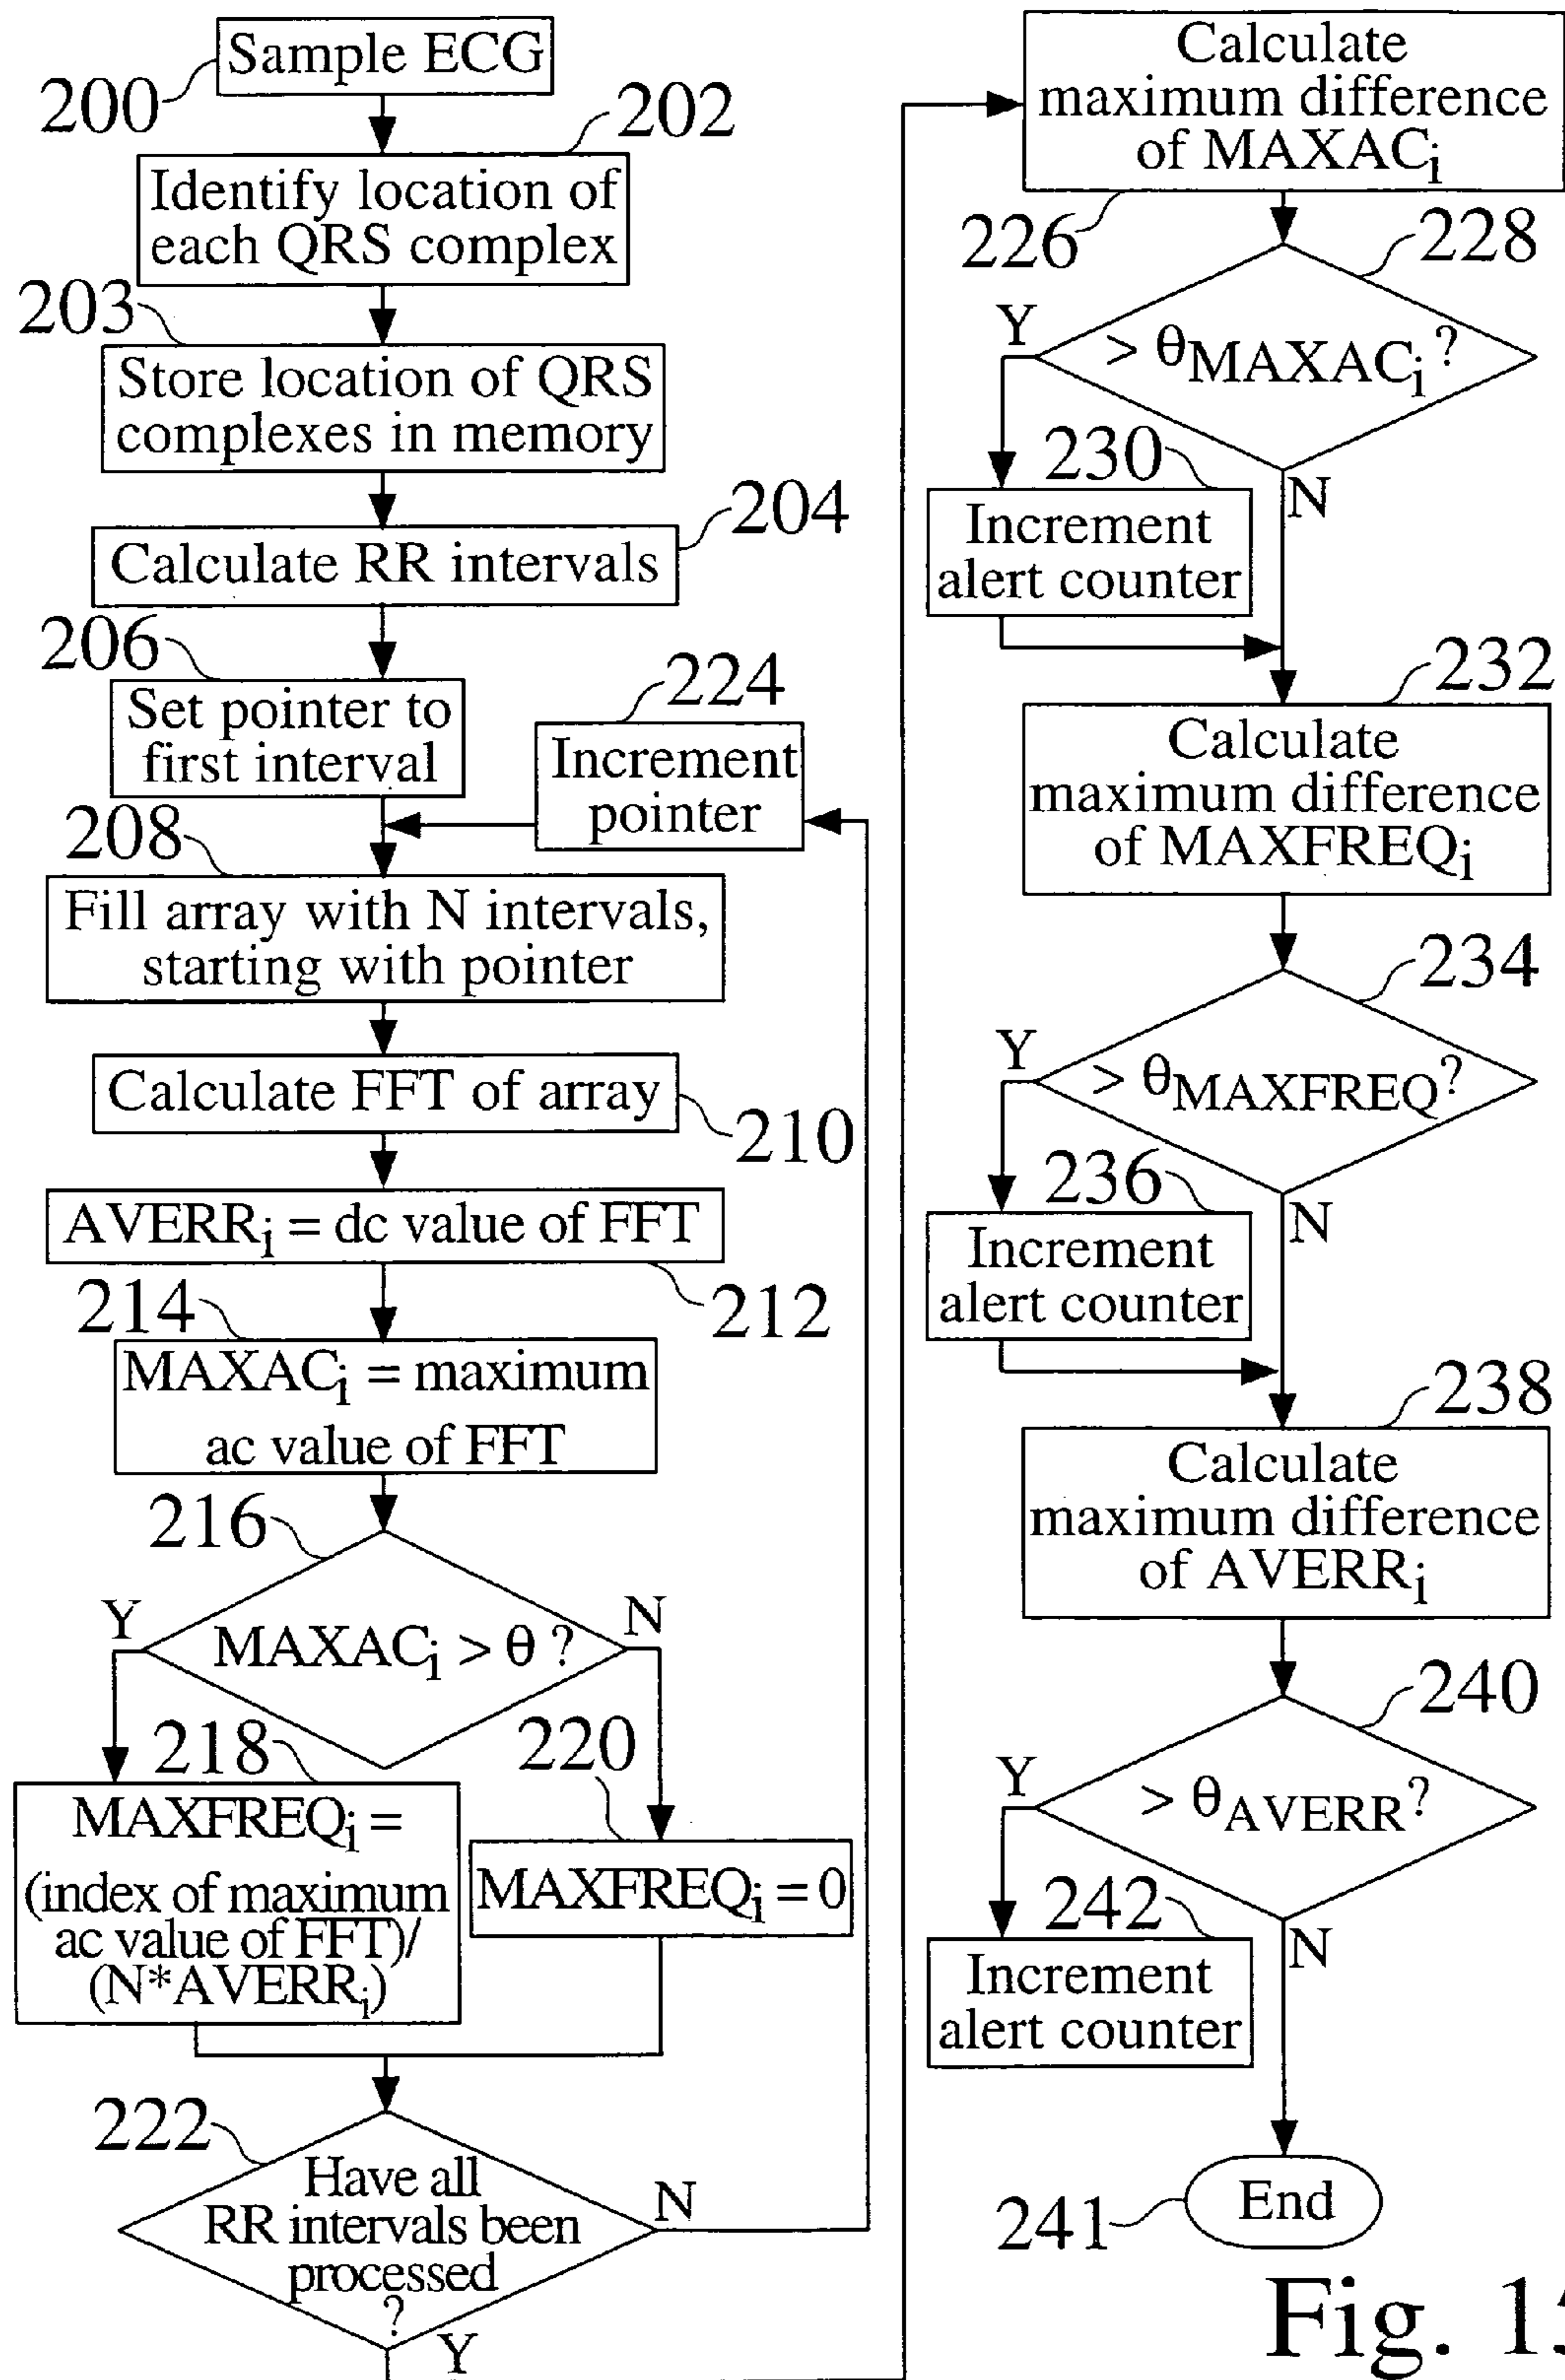 200
Sample ECG
202
Identify location of
each QRS complex
203
Store location of QRS
complexes in memory
204
Calculate RR intervals
206
Set pointer to
first interval
224
Increment
pointer
208
Fill array with N intervals,
starting with pointer
Calculate FFT of array
210
AVERRi = dc value of FFT
212
214
MAXACi = maximum
ac value of FFT
216
Y
MAXACi > θ ?
N
218
MAXFREQi =
(index of maximum
ac value of FFT)/
(N*AVERRi)
220
MAXFREQi = 0
222
Have all
RR intervals been
processed
?
N
Y
Calculate
maximum difference
of MAXACi
226
228
Y
> θMAXACi ?
N
230
Increment
alert counter
232
Calculate
maximum difference
of MAXFREQi
234
Y
> θMAXFREQ?
N
236
Increment
alert counter
238
Calculate
maximum difference
of AVERRi
240
Y
> θAVERR?
N
242
Increment
alert counter
End
241
Fig.